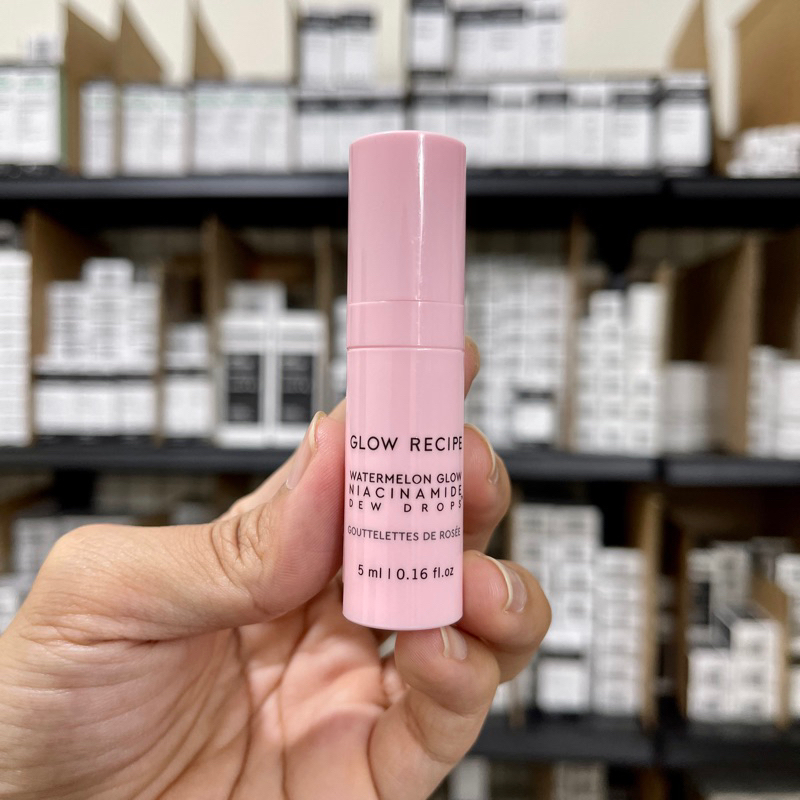 GLOW RECIPE
WATERMELON GLOW
NIACINAMIDE
DEW DROPS
GOUTTELETTES DE ROSÉE
5 ml | 0.16 fl.oz